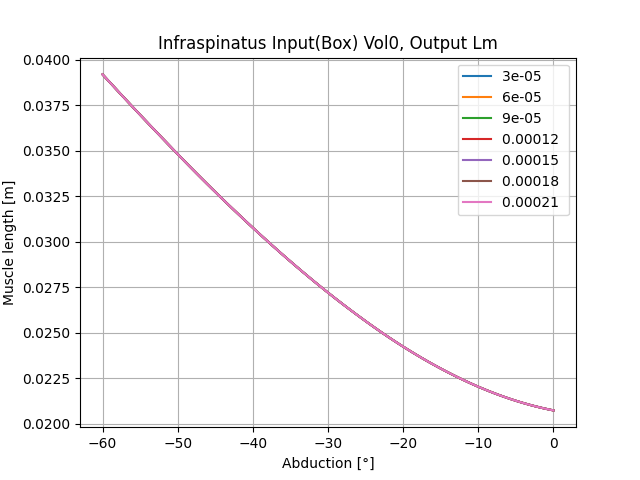 Infraspinatus Input(Box) Vol0, Output Lm
0.0400
0.0375
0.0350
0.0325
0.0300
0.0275
0.0250
0.0225
0.0200
Muscle length [m]
3e-05
6e-05
9e-05
0.00012
0.00015
0.00018
0.00021
−60 −50 −40 −30 −20 −10 0
Abduction [°]